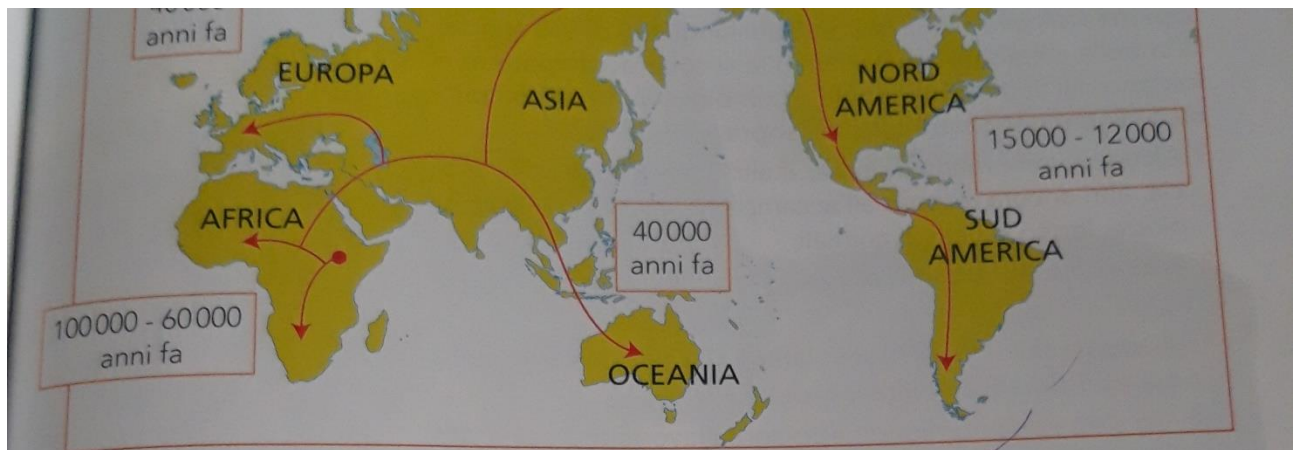 40000
anni fa
EUROPA
ASIA
NORD
AMERICA
15000 - 12000
anni fa
AFRICA
40000
anni fa
SUD
AMERICA
100000 - 60000
anni fa
OCEANIA